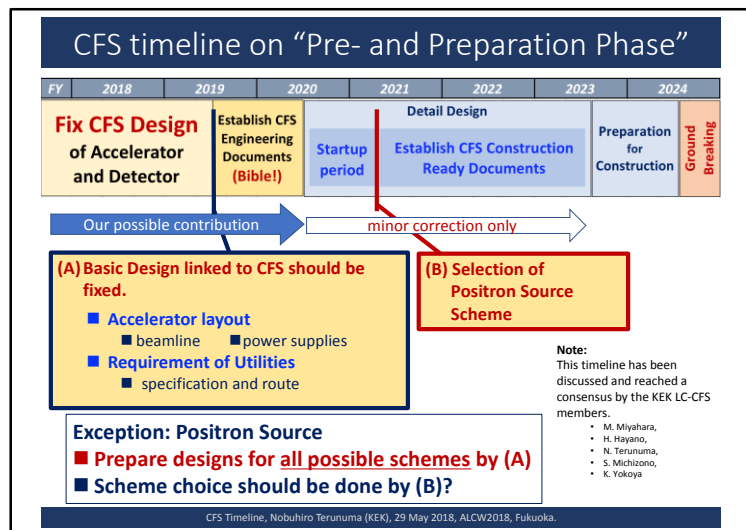 CFS timeline on “Pre- and Preparation Phase”
FY 2018 2019 2020 2021 2022 2023 2024
Fix CFS Design
of Accelerator
and Detector
Establish CFS
Engineering
Documents
(Bible!)
Detail Design
Startup
period
Establish CFS Construction
Ready Documents
Preparation
for
Construction
Ground
Breaking
Our possible contribution
minor correction only
(A) Basic Design linked to CFS should be
fixed.
■ Accelerator layout
■ beamline ■ power supplies
■ Requirement of Utilities
■ specification and route
(B) Selection of
Positron Source
Scheme
Note:
This timeline has been
discussed and reached a
consensus by the KEK LC-CFS
members.
• M. Miyahara,
• H. Hayano,
• N. Terunuma,
• S. Michizono,
• K. Yokoya
Exception: Positron Source
■ Prepare designs for all possible schemes by (A)
■ Scheme choice should be done by (B)?
CFS Timeline, Nobuhiro Terunuma (KEK), 29 May 2018, ALCW2018, Fukuoka.